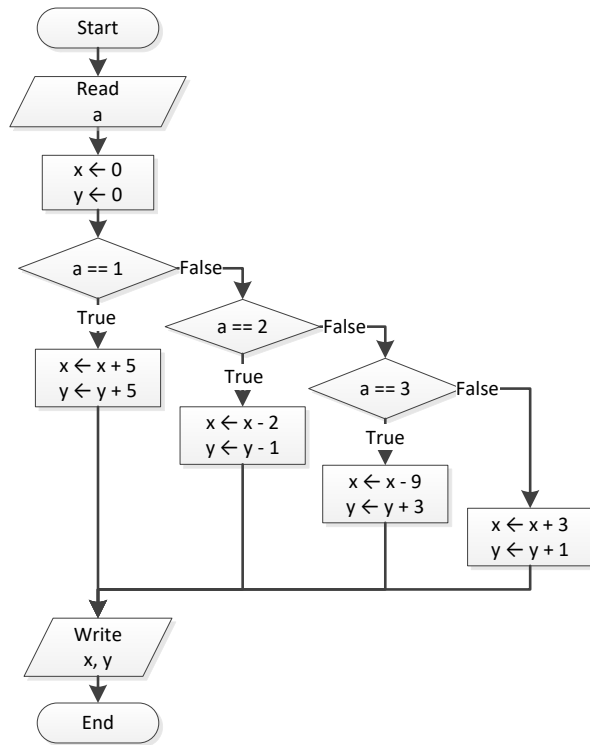 Start
Read
a
x ← 0
y ← 0
a == 1
False
True
x ← x + 5
y ← y + 5
a == 2
False
True
x ← x - 2
y ← y - 1
a == 3
False
True
x ← x - 9
y ← y + 3
x ← x + 3
y ← y + 1
Write
x, y
End